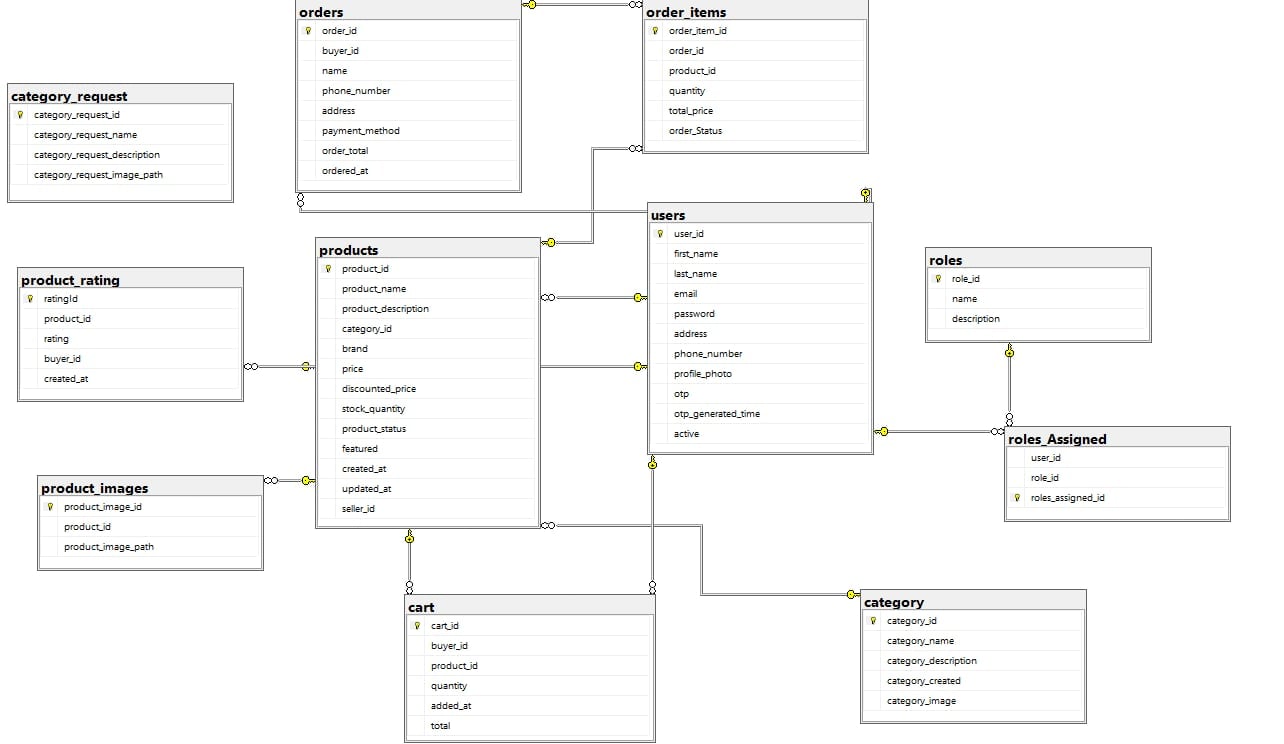 orders
order_id
buyer_id
name
phone_number
address
payment_method
order_total
ordered_at
order_items
order_item_id
order_id
product_id
quantity
total_price
order_Status
category_request
category_request_id
category_request_name
category_request_description
category_request_image_path
users
user_id
first_name
last_name
email
password
address
phone_number
profile_photo
otp
otp_generated_time
active
products
product_id
product_name
product_description
category_id
brand
price
discounted_price
stock_quantity
product_status
featured
created_at
updated_at
seller_id
roles
role_id
name
description
product_rating
ratingId
product_id
rating
buyer_id
created_at
roles_Assigned
user_id
role_id
roles_assigned_id
product_images
product_image_id
product_id
product_image_path
cart
cart_id
buyer_id
product_id
quantity
added_at
total
category
category_id
category_name
category_description
category_created
category_image